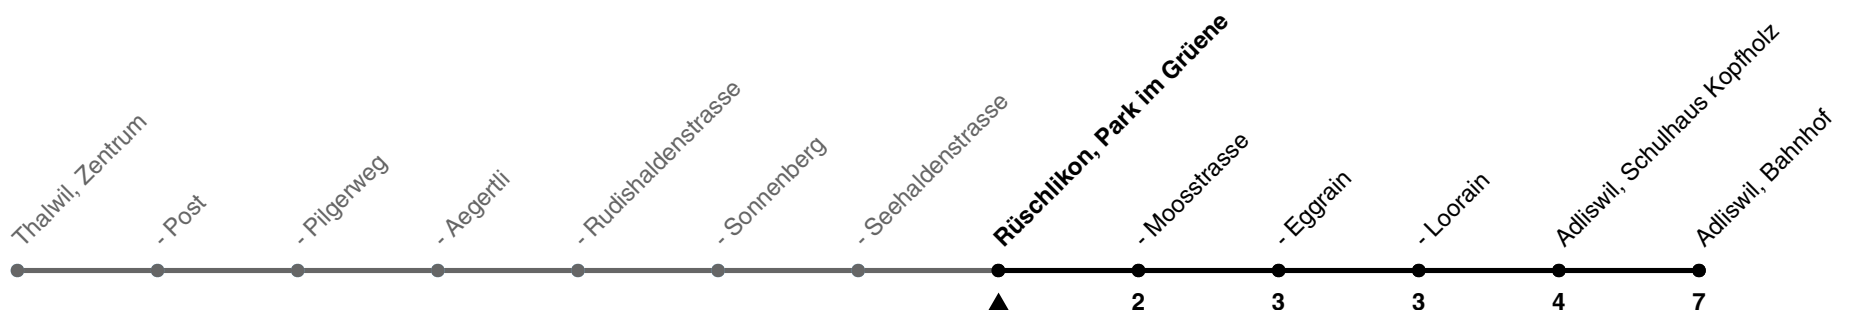 Thalwil, Zentrum
- Post
- Pilgerweg
- Aegertli
- Rudishaldenstrasse
- Sonnenberg
- Seehaldenstrasse
Rüschlikon, Park im Grüene
- Moosstrasse
- Eggrain
- Loorain
Adliswil, Schulhaus Kopfholz
Adliswil, Bahnhof
2 3 3 4 7